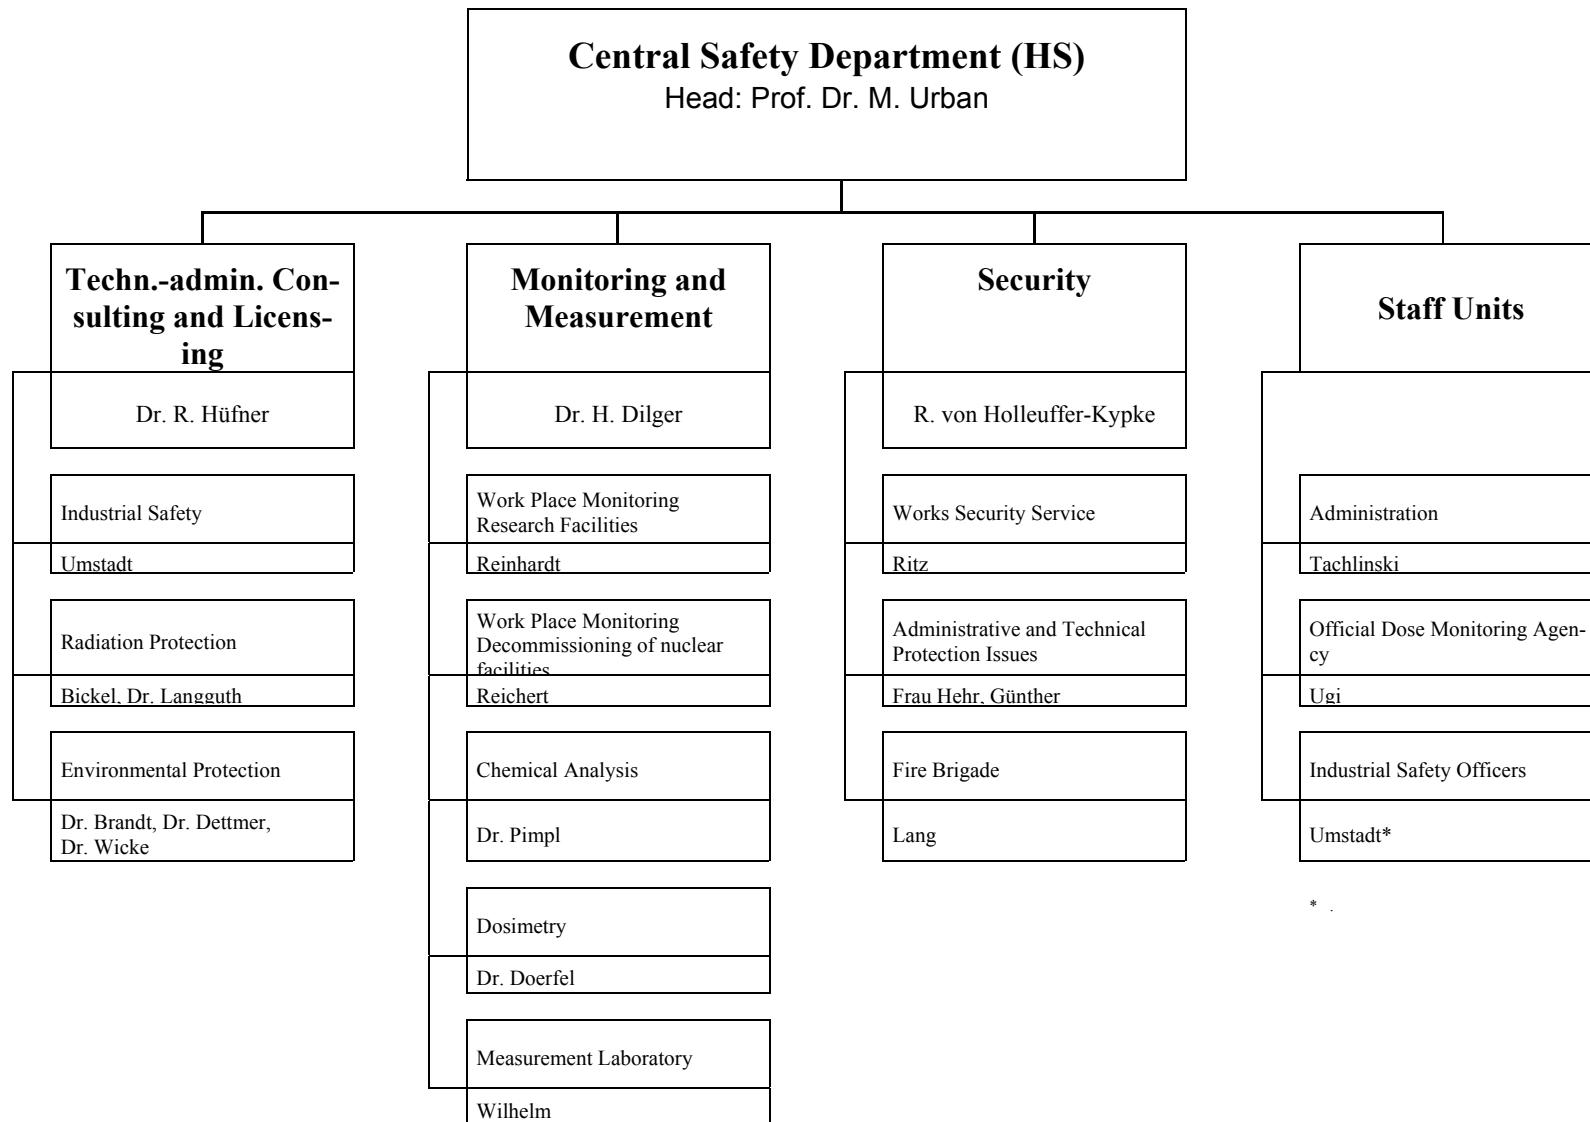 Central Safety Department (HS)
Head: Prof. Dr. M. Urban
Techn.-admin. Con-
sulting and Licens-
ing
Dr. R. Hüfner
Industrial Safety
Umstadt
Radiation Protection
Bickel, Dr. Langguth
Environmental Protection
Dr. Brandt, Dr. Dettmer,
Dr. Wicke
Monitoring and
Measurement
Dr. H. Dilger
Work Place Monitoring
Research Facilities
Reinhardt
Work Place Monitoring
Decommissioning of nuclear
facilities
Reichert
Chemical Analysis
Dr. Pimpl
Dosimetry
Dr. Doerfel
Measurement Laboratory
Wilhelm
Security
R. von Holleuffer-Kypke
Works Security Service
Ritz
Administrative and Technical
Protection Issues
Frau Hehr, Günther
Fire Brigade
Lang
Staff Units
Administration
Tachlinski
Official Dose Monitoring Agen-
cy
Ugi
Industrial Safety Officers
Umstadt*
* .